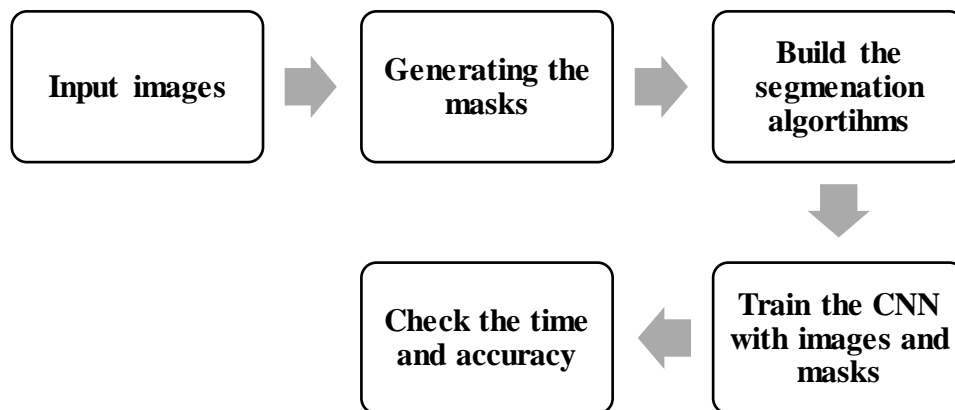 Input images
Generating the
masks
Build the
segmenation
algortihms
Train the CNN
with images and
masks
Check the time
and accuracy